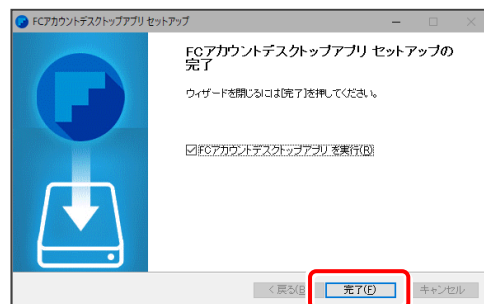 FCアカウントデスクトップアプリ セットアップ
FCアカウントデスクトップアプリ セットアップの
完了
ウィザードを閉じるには[完了]を押してください。
FCアカウントデスクトップアプリ を実行(R)
< 戻る(B
完了(F)
キャンセル